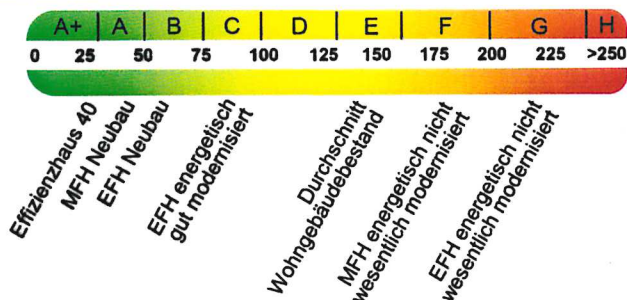 A+ A B C D E F G H
0 25 50 75 100 125 150 175 200 225 >250
Effizienzhaus 40
MFH Neubau
EFH Neubau
EFH energetisch
gut modernisiert
Durchschnitt
Wohngebäudebestand
MFH energetisch nicht
wesentlich modernisiert
EFH energetisch nicht
wesentlich modernisiert